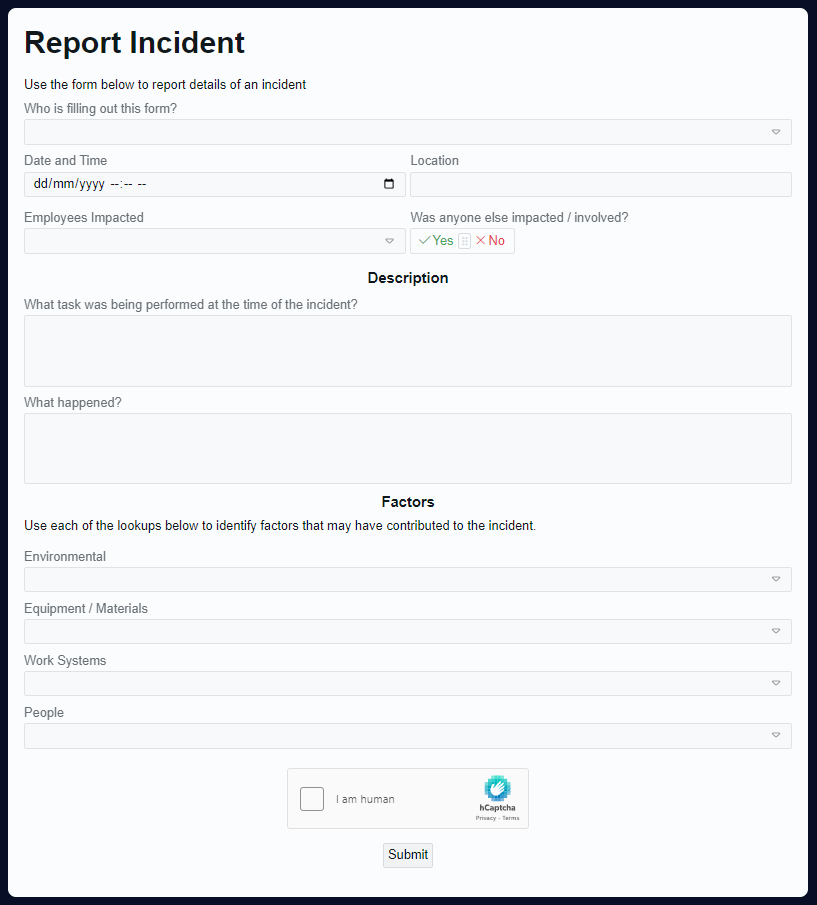 Report Incident
Use the form below to report details of an incident
Who is filling out this form?
Date and Time
Location
dd/mm/yyyy --:-- --
Employees Impacted
Was anyone else impacted / involved?
Yes No
Description
What task was being performed at the time of the incident?
What happened?
Factors
Use each of the lookups below to identify factors that may have contributed to the incident.
Environmental
Equipment / Materials
Work Systems
People
I am human
hCaptcha
Privacy - Terms
Submit